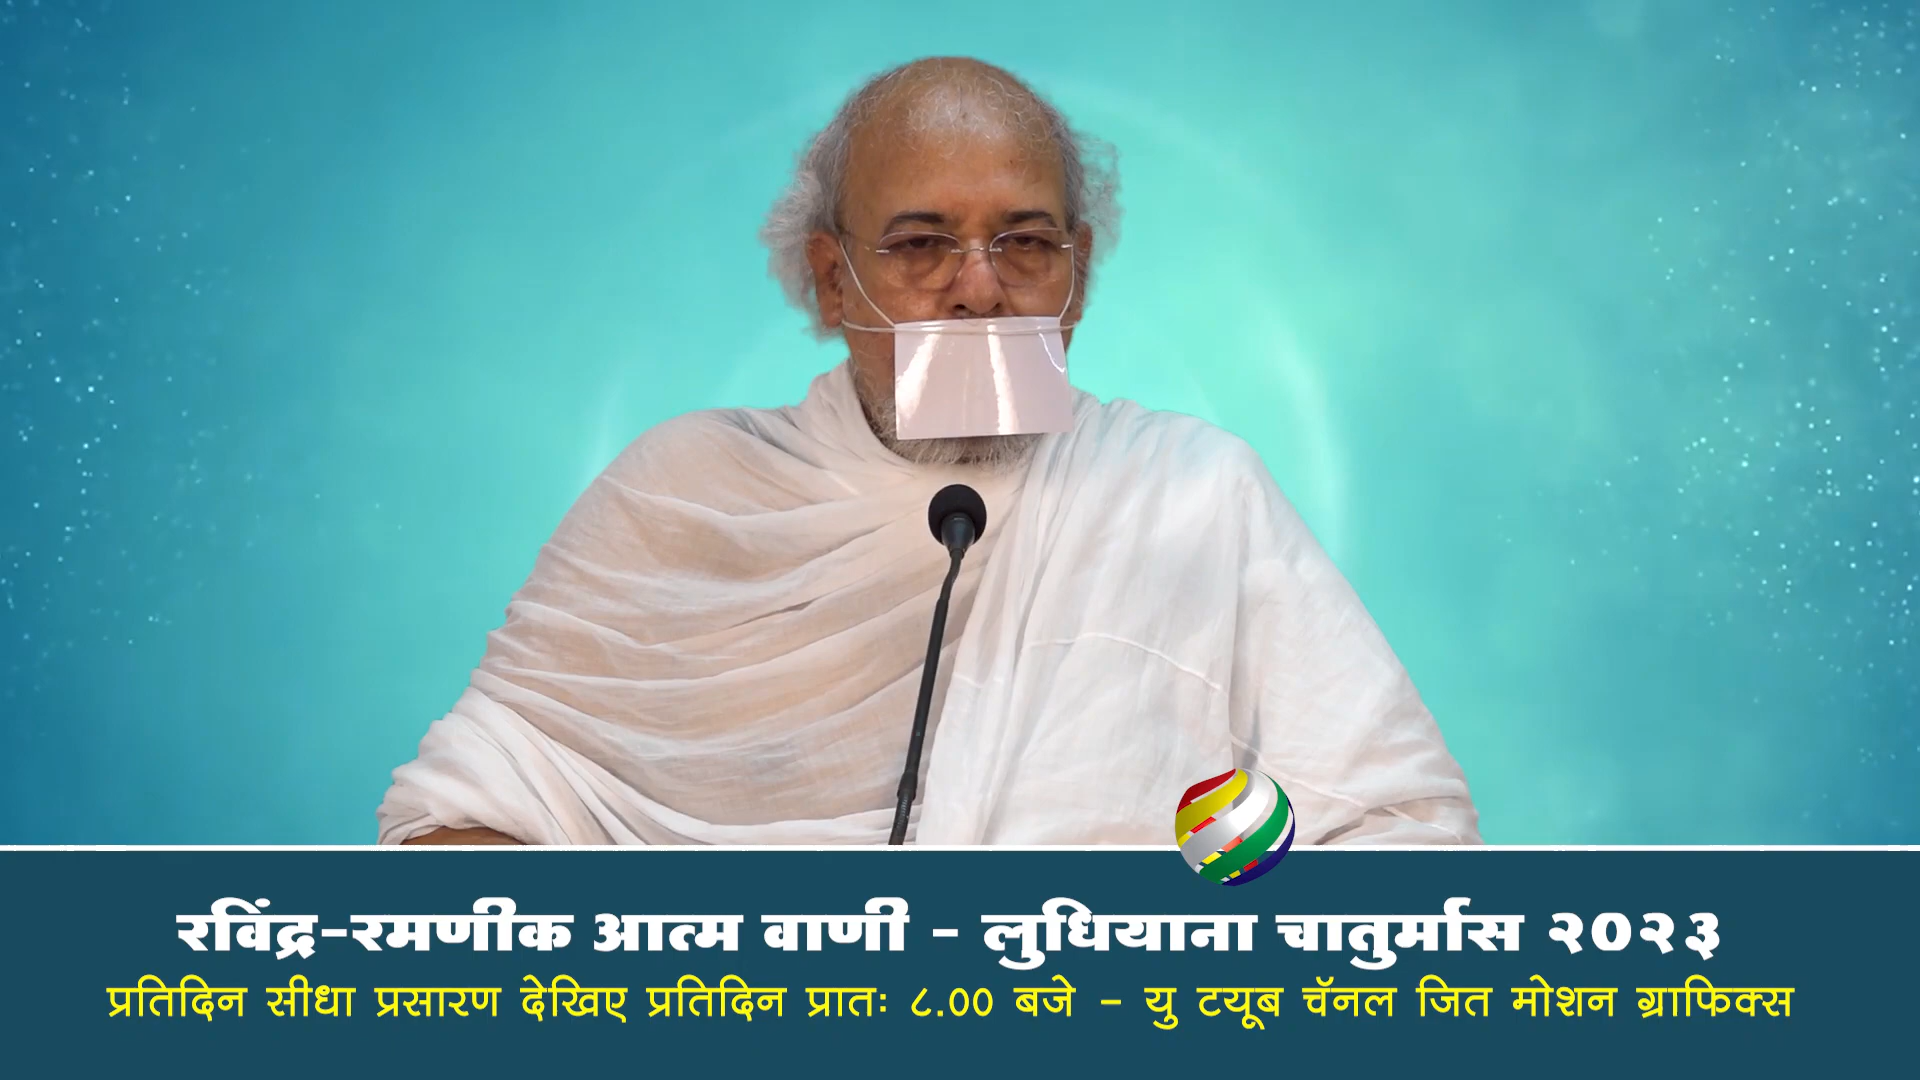 रविंद्र-रमणीक आत्म वाणी - लुधियाना चातुर्मास २०२३
प्रतिदिन सीधा प्रसारण देखिए प्रतिदिन प्रातः ८.०० बजे - यु टयूब चॅनल जित मोशन ग्राफिक्स